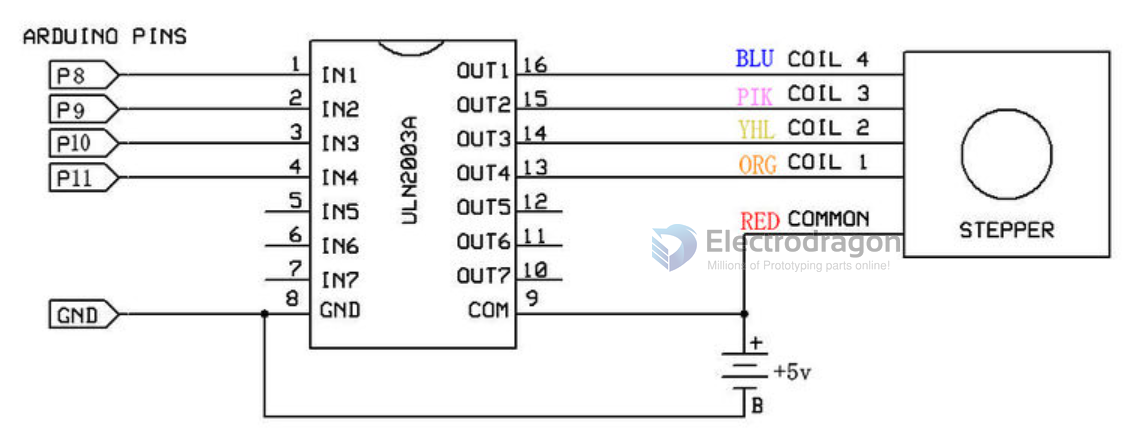 ARDUINO PINS
P8 1 IN1 OUT1 16 BLU COIL 4
P9 2 IN2 OUT2 15 PIK COIL 3
P10 3 IN3 OUT3 14 YHL COIL 2
P11 4 IN4 OUT4 13 ORG COIL 1
5 IN5 OUT5 12 RED COMMON
6 IN6 OUT6 11
7 IN7 OUT7 10
GND 8 GND COM 9
ULN2003A
STEPPER
Electrodragon
Millions of Prototyping parts online!
+
+5v
B